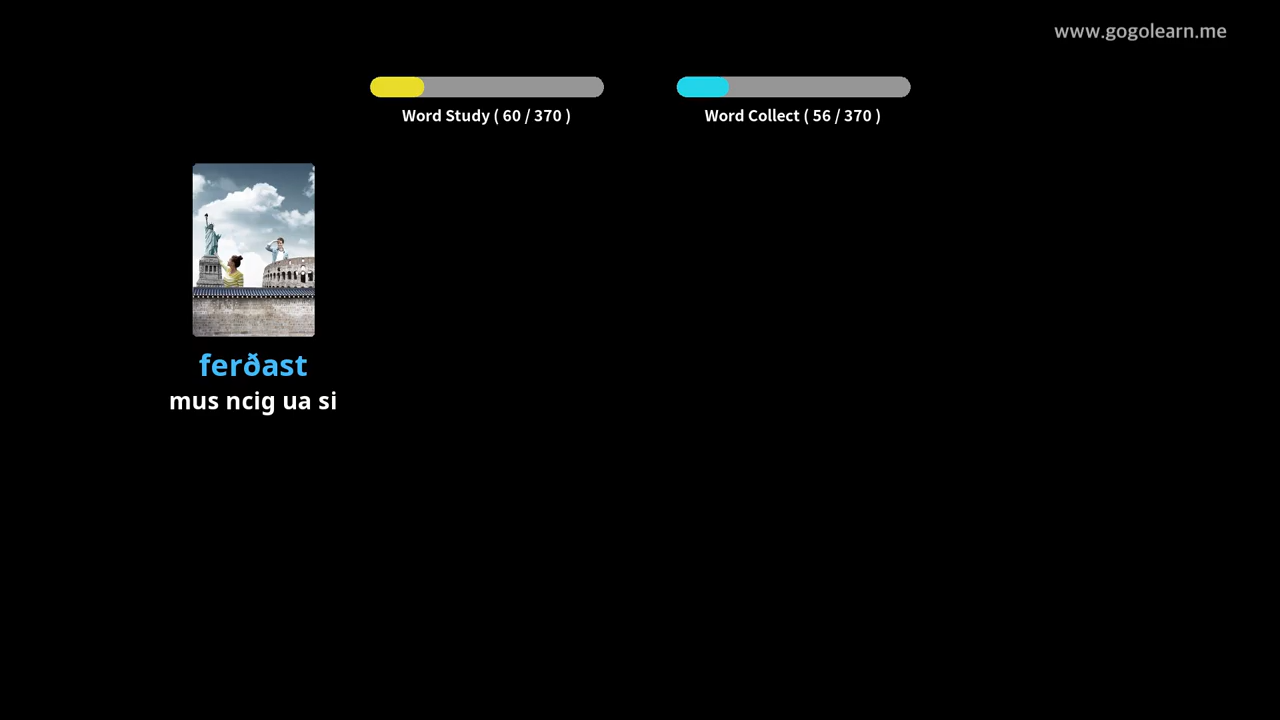 www.gogolearn.me
Word Study ( 60 / 370 )
Word Collect ( 56 / 370 )
ferðast
mus ncig ua si